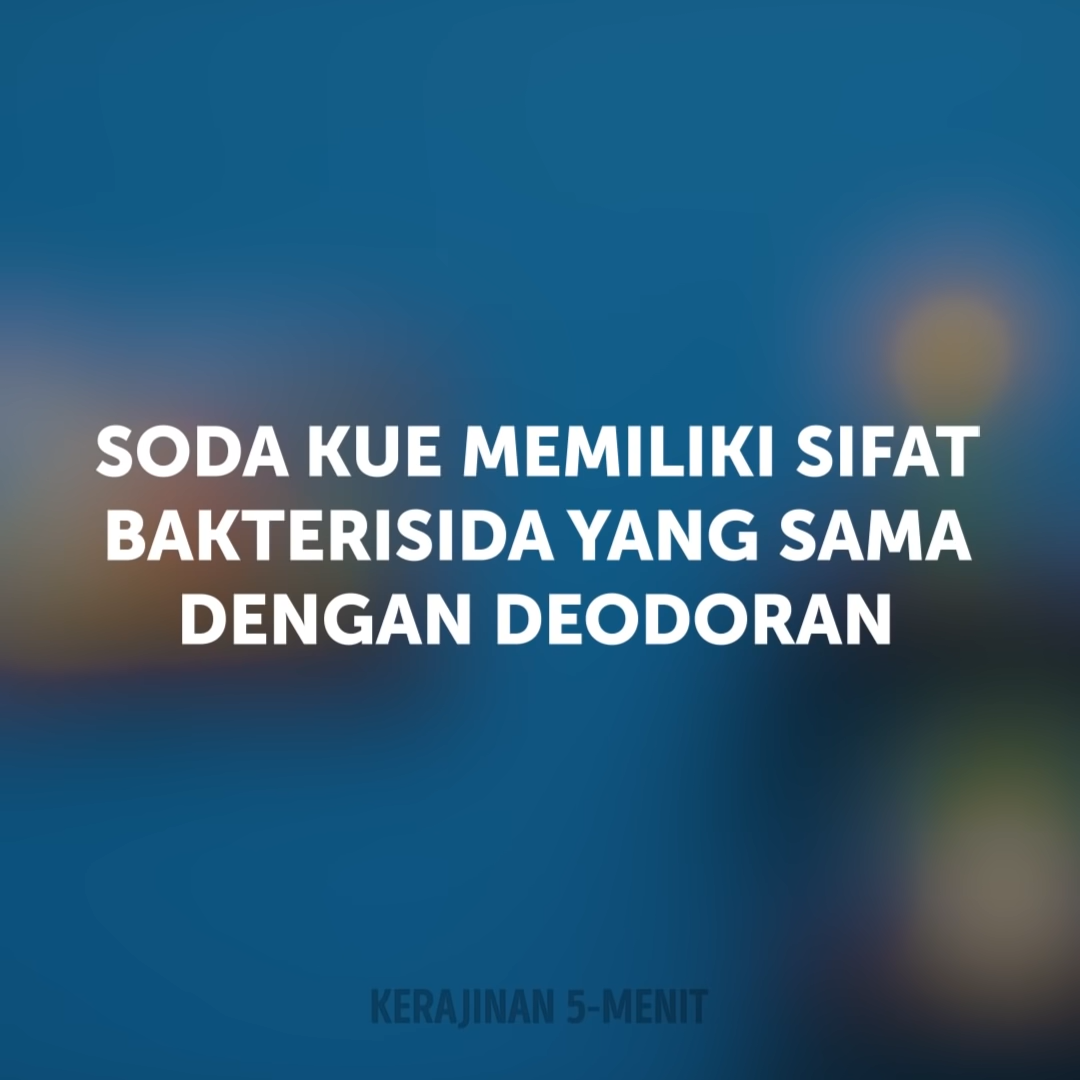 SODA KUE MEMILIKI SIFAT
BAKTERISIDA YANG SAMA
DENGAN DEODORAN
KERAJINAN 5-MENIT